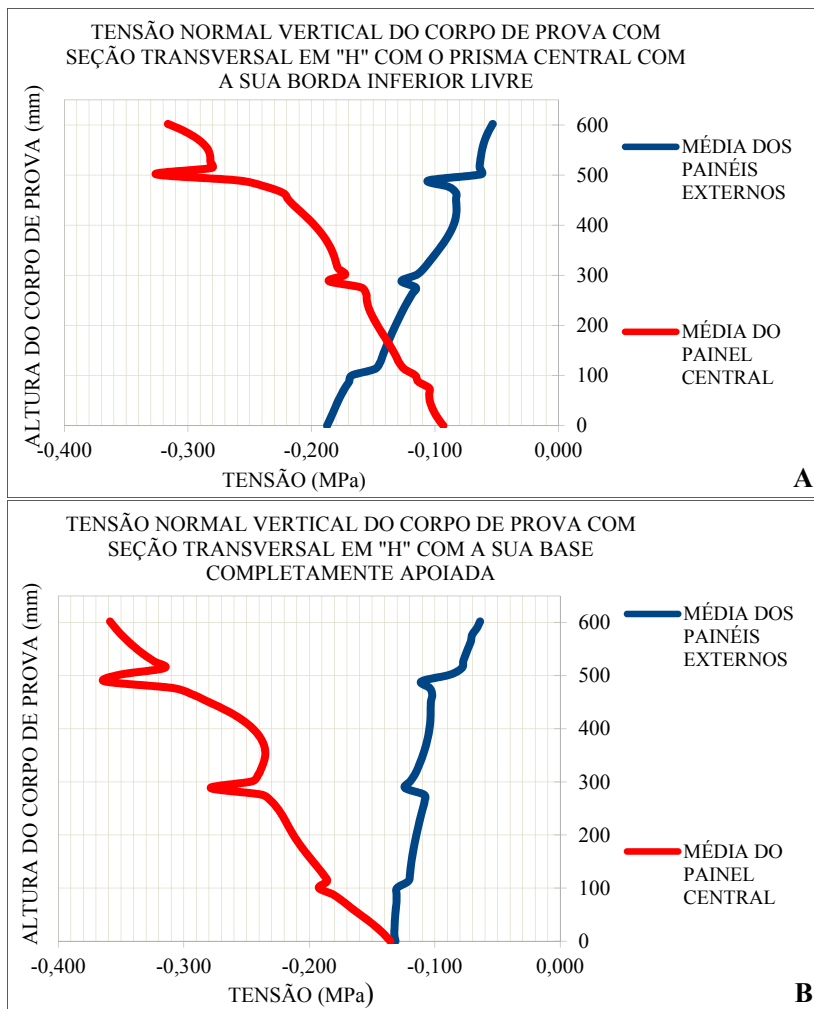 TENSÃO NORMAL VERTICAL DO CORPO DE PROVA COM
SEÇÃO TRANSVERSAL EM "H" COM O PRISMA CENTRAL COM
A SUA BORDA INFERIOR LIVRE
ALTURA DO CORPO DE PROVA (mm)
600
500
400
300
200
100
0
-0,400
-0,300
-0,200
-0,100
0,000
TENSÃO (MPa)
MÉDIA DOS
PAINÉIS
EXTERNOS
MÉDIA DO
PAINEL
CENTRAL
A
TENSÃO NORMAL VERTICAL DO CORPO DE PROVA COM
SEÇÃO TRANSVERSAL EM "H" COM A SUA BASE
COMPLETAMENTE APOIADA
ALTURA DO CORPO DE PROVA (mm)
600
500
400
300
200
100
0
-0,400
-0,300
-0,200
-0,100
0,000
TENSÃO (MPa)
MÉDIA DOS
PAINÉIS
EXTERNOS
MÉDIA DO
PAINEL
CENTRAL
B